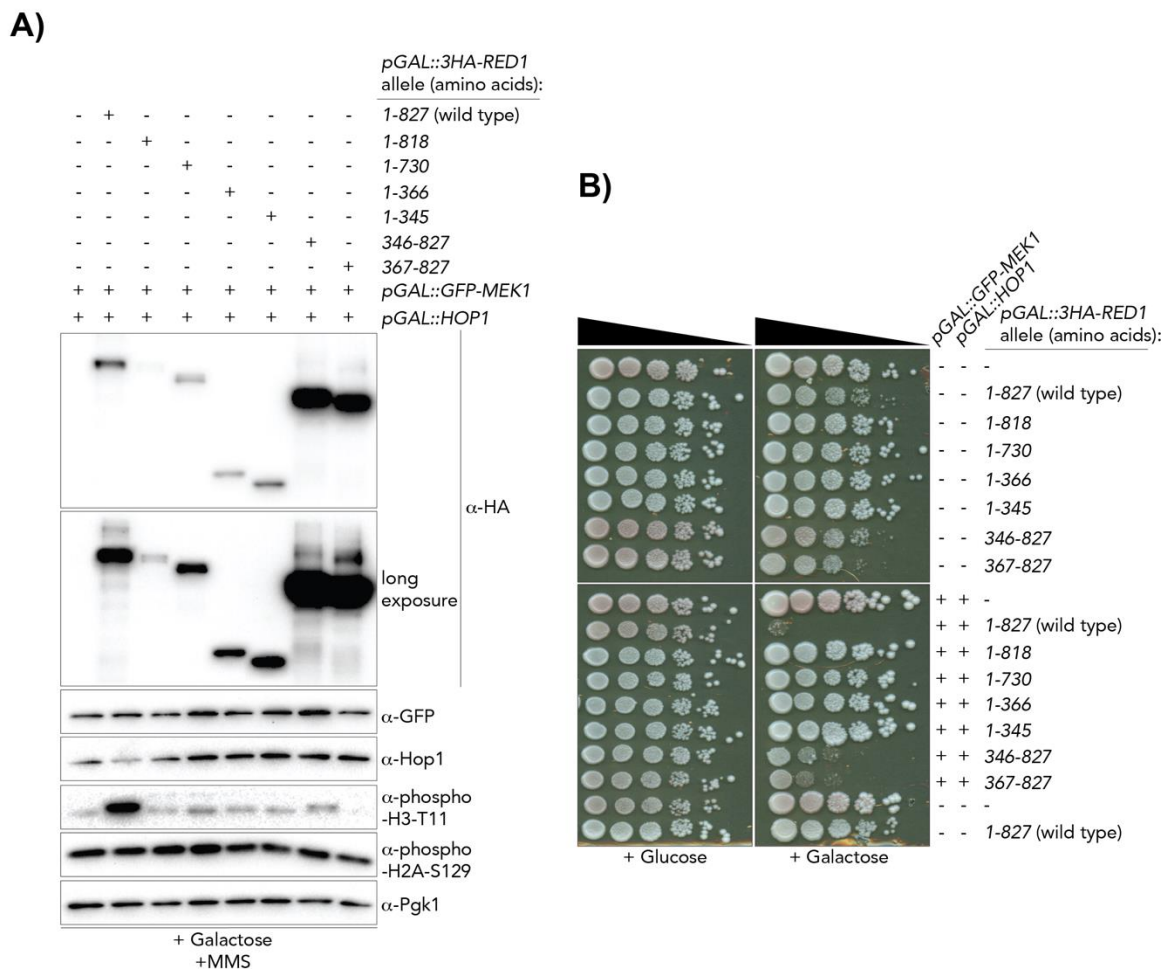 A)
pGAL::3HA-RED1
allele (amino acids):
- + - - - - - - 1-827 (wild type)
- - + - - - - - 1-818
- - - + - - - - 1-730
- - - - + - - - 1-366
- - - - - + - - 1-345
- - - - - - + - 346-827
- - - - - - - + 367-827
+ + + + + + + + pGAL::GFP-MEK1
+ + + + + + + + pGAL::HOP1
α-HA
long
exposure
α-GFP
α-Hop1
α-phospho
-H3-T11
α-phospho
-H2A-S129
α-Pgk1
+ Galactose
+MMS
B)
pGAL::GFP-MEK1
pGAL::HOP1
pGAL::3HA-RED1
allele (amino acids):
- - -
- - 1-827 (wild type)
- - 1-818
- - 1-730
- - 1-366
- - 1-345
- - 346-827
- - 367-827
+ + -
+ + 1-827 (wild type)
+ + 1-818
+ + 1-730
+ + 1-366
+ + 1-345
+ + 346-827
+ + 367-827
- - -
- - 1-827 (wild type)
+ Glucose
+ Galactose